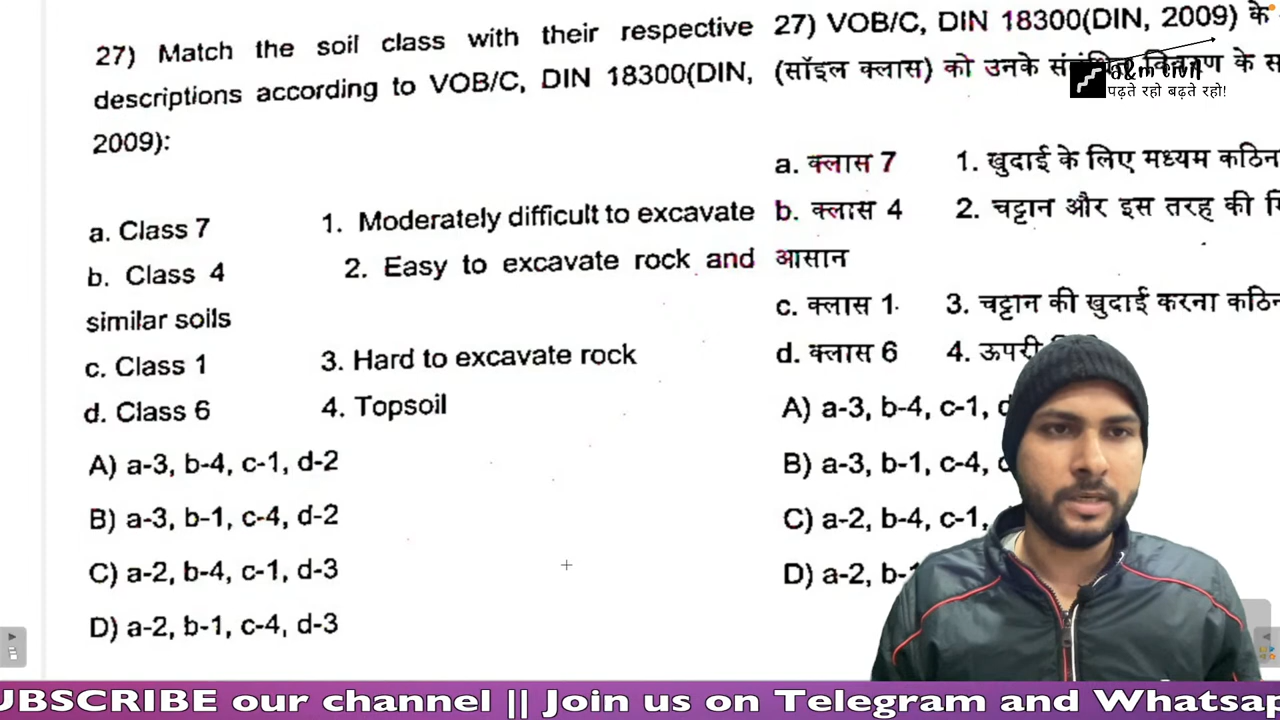 27) Match the soil class with their respective
descriptions according to VOB/C, DIN 18300(DIN,
2009):
a. Class 7 1. Moderately difficult to excavate
b. Class 4 2. Easy to excavate rock and
similar soils
c. Class 1 3. Hard to excavate rock
d. Class 6 4. Topsoil
A) a-3, b-4, c-1, d-2
B) a-3, b-1, c-4, d-2
C) a-2, b-4, c-1, d-3
D) a-2, b-1, c-4, d-3
27) VOB/C, DIN 18300(DIN, 2009) के
(सॉइल क्लास) को उनके विवरण के
a. क्लास 7 1. खुदाई के लिए मध्यम
b. क्लास 4 2. चट्टान और इस तरह की
आसान
c. क्लास 1 3. चट्टान की खुदाई करना
d. क्लास 6 4. ऊपरी
A) a-3, b-4, c-1,
B) a-3, b-1, c-4,
C) a-2, b-4, c-1,
D) a-2,
a&m civil
पढ़ते रहो बढ़ते रहो!
our channel || Join us on Telegram and